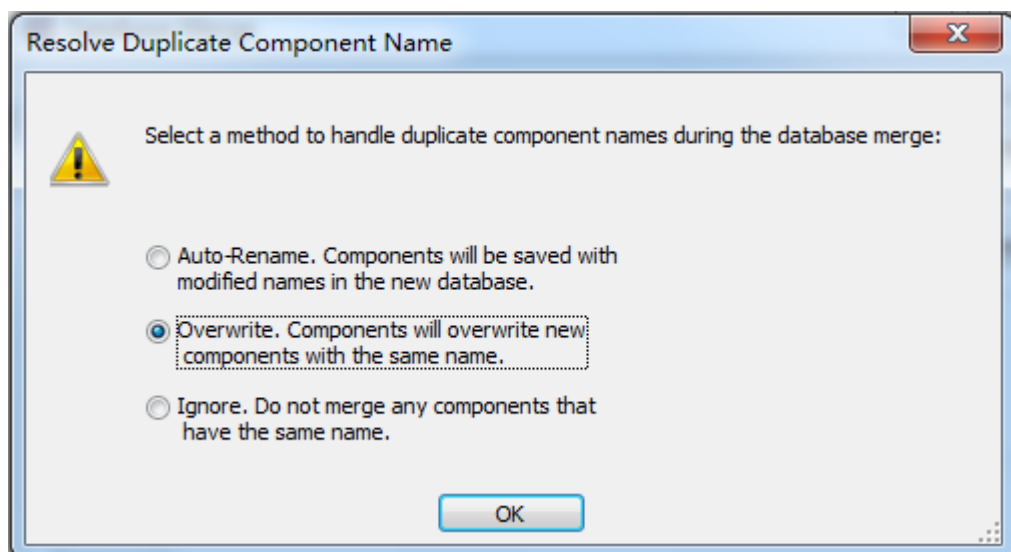 Resolve Duplicate Component Name
Select a method to handle duplicate component names during the database merge:
Auto-Rename. Components will be saved with
modified names in the new database.
Overwrite. Components will overwrite new
components with the same name.
Ignore. Do not merge any components that
have the same name.
OK